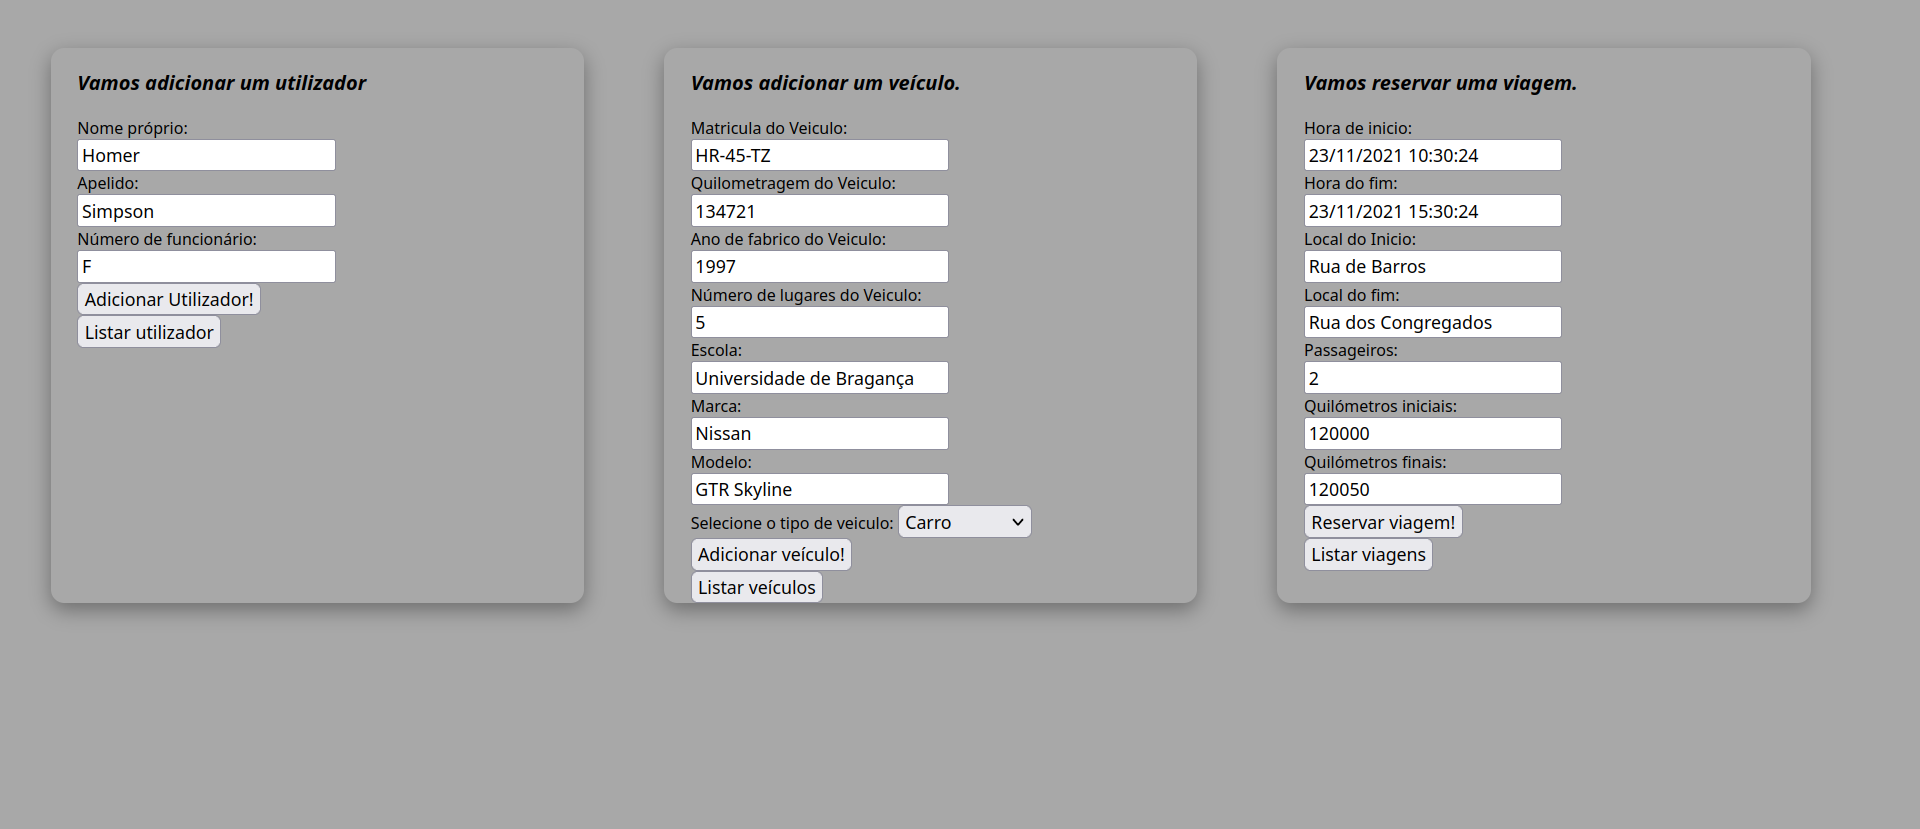 Vamos adicionar um utilizador
Nome próprio:
Homer
Apelido:
Simpson
Número de funcionário:
F
Adicionar Utilizador!
Listar utilizador
Vamos adicionar um veículo.
Matricula do Veiculo:
HR-45-TZ
Quilometragem do Veiculo:
134721
Ano de fabrico do Veiculo:
1997
Número de lugares do Veiculo:
5
Escola:
Universidade de Bragança
Marca:
Nissan
Modelo:
GTR Skyline
Selecione o tipo de veiculo: Carro
Adicionar veículo!
Listar veículos
Vamos reservar uma viagem.
Hora de inicio:
23/11/2021 10:30:24
Hora do fim:
23/11/2021 15:30:24
Local do Inicio:
Rua de Barros
Local do fim:
Rua dos Congregados
Passageiros:
2
Quilómetros iniciais:
120000
Quilómetros finais:
120050
Reservar viagem!
Listar viagens